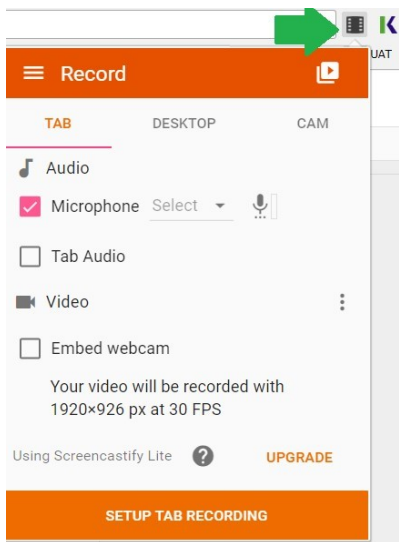 UAT
Record
TAB DESKTOP CAM
Audio
Microphone Select
Tab Audio
Video
Embed webcam
Your video will be recorded with
1920×926 px at 30 FPS
Using Screencastify Lite ? UPGRADE
SETUP TAB RECORDING